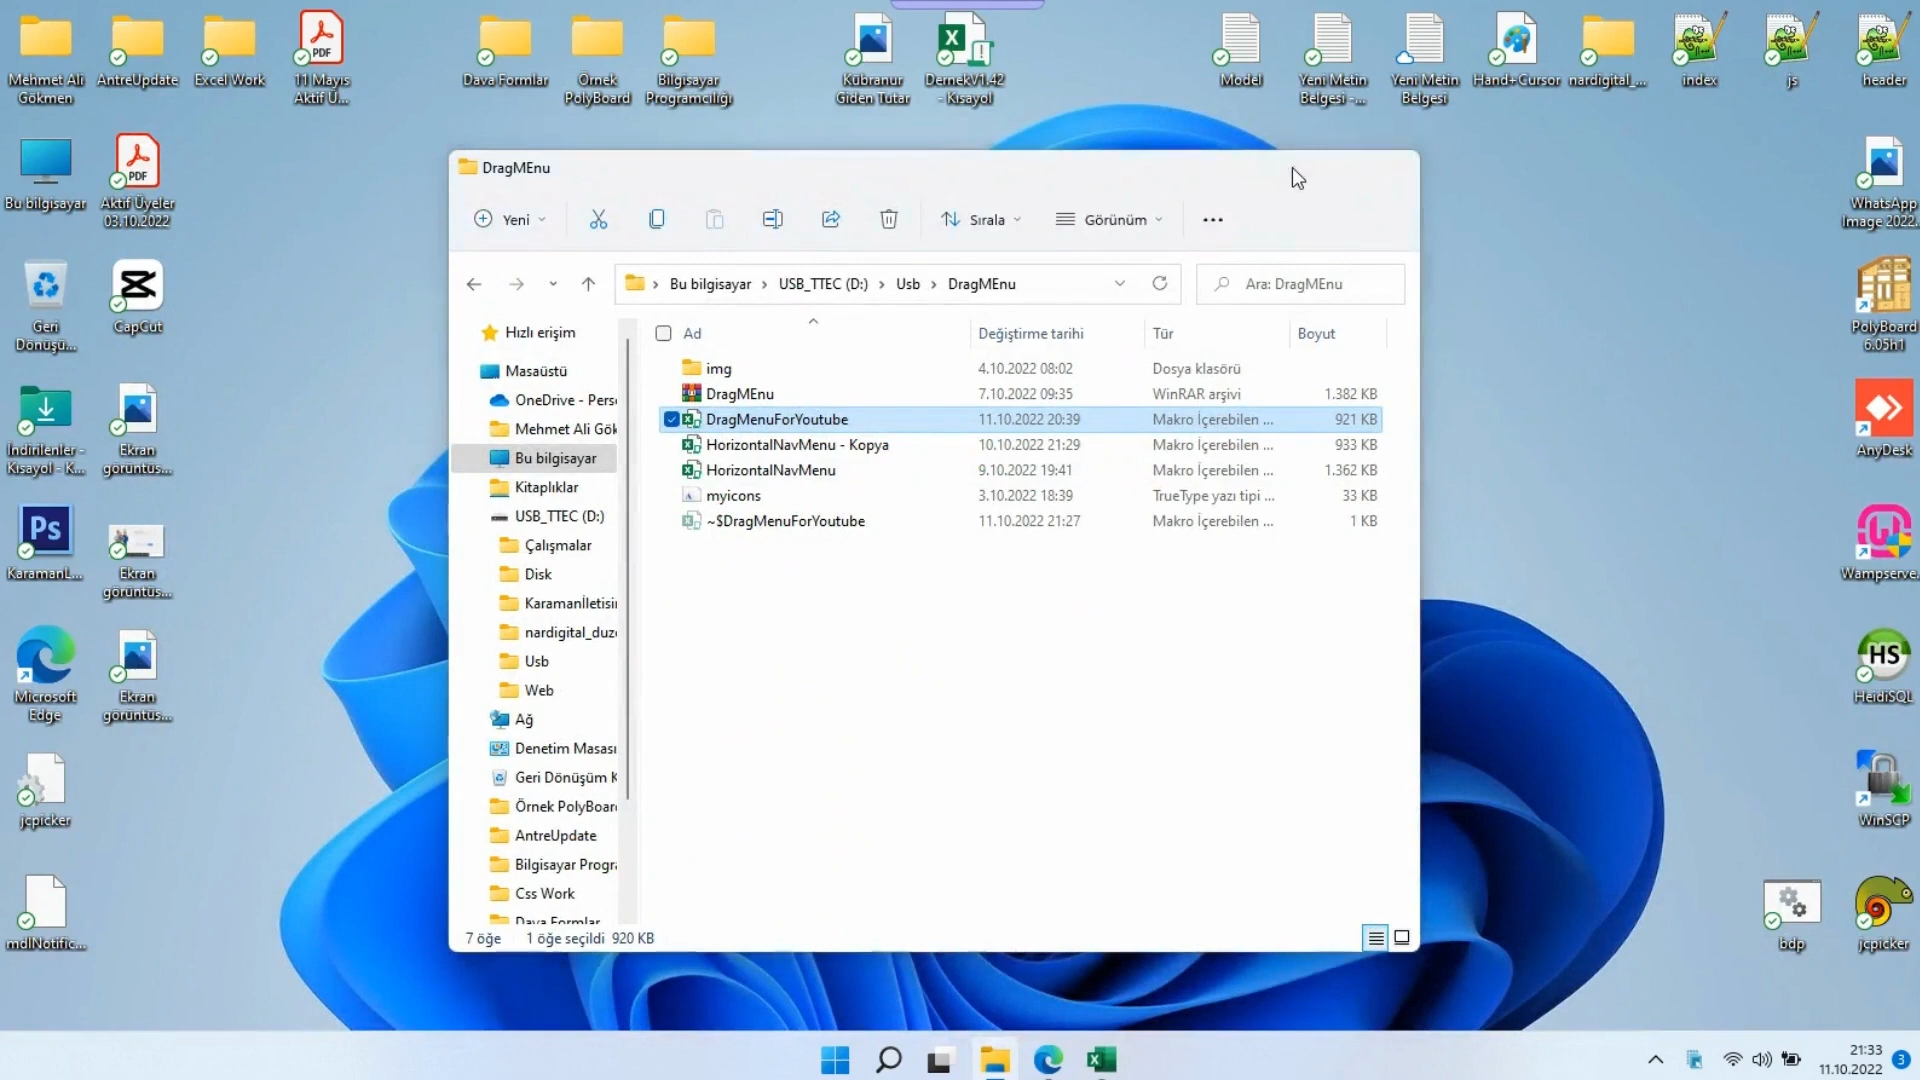 Mehmet Ali
Gökmen
AntreUpdate
Excel Work
PDF
11 Mayıs
Aktif Ü...
Dava Formlar
Örnek
PolyBoard
Bilgisayar
Programcılığı
Kübranur
Giden Tutar
DernekV1.42
- Kısayol
Model
Yeni Metin
Belgesi -...
Yeni Metin
Belgesi
Hand+Cursor
nardigital_...
index
js
header
Bu bilgisayar
PDF
Aktif Üyeler
03.10.2022
Geri
Dönüşü...
CapCut
İndirilenler -
Kısayol - K...
Ekran
görüntüs...
Ps
KaramanL...
Ekran
görüntüs...
Microsoft
Edge
Ekran
görüntüs...
jcpicker
mdlNotific...
DragMEnu
Yeni
Sırala
Görünüm
Bu bilgisayar > USB_TTEC (D:) > Usb > DragMEnu
Ara: DragMEnu
Hızlı erişim
Masaüstü
OneDrive - Perso
Mehmet Ali Gök
Bu bilgisayar
Kitaplıklar
USB_TTEC (D:)
Çalışmalar
Disk
Karamanİletisi
nardigital_duz
Usb
Web
Ağ
Denetim Masası
Geri Dönüşüm K
Örnek PolyBoar
AntreUpdate
Bilgisayar Progra
Css Work
Dava Formlar
Ad Değiştirme tarihi Tür Boyut
img 4.10.2022 08:02 Dosya klasörü
DragMEnu 7.10.2022 09:35 WinRAR arşivi 1.382 KB
DragMenuForYoutube 11.10.2022 20:39 Makro İçerebilen ... 921 KB
HorizontalNavMenu - Kopya 10.10.2022 21:29 Makro İçerebilen ... 933 KB
HorizontalNavMenu 9.10.2022 19:41 Makro İçerebilen ... 1.362 KB
myicons 3.10.2022 18:39 TrueType yazı tipi ... 33 KB
~$DragMenuForYoutube 11.10.2022 21:27 Makro İçerebilen ... 1 KB
7 öğe 1 öğe seçildi 920 KB
WhatsApp
Image 2022...
PolyBoard
6.05h1
AnyDesk
Wampserve...
HS
HeidiSQL
WinSCP
bdp
jcpicker
21:33
11.10.2022
3